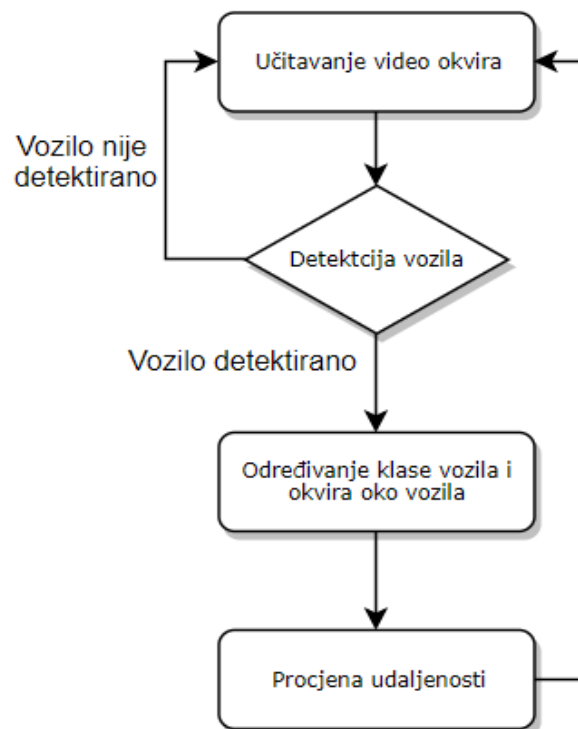 Učitavanje video okvira
Vozilo nije
detektirano
Detektcija vozila
Vozilo detektirano
Određivanje klase vozila i
okvira oko vozila
Procjena udaljenosti